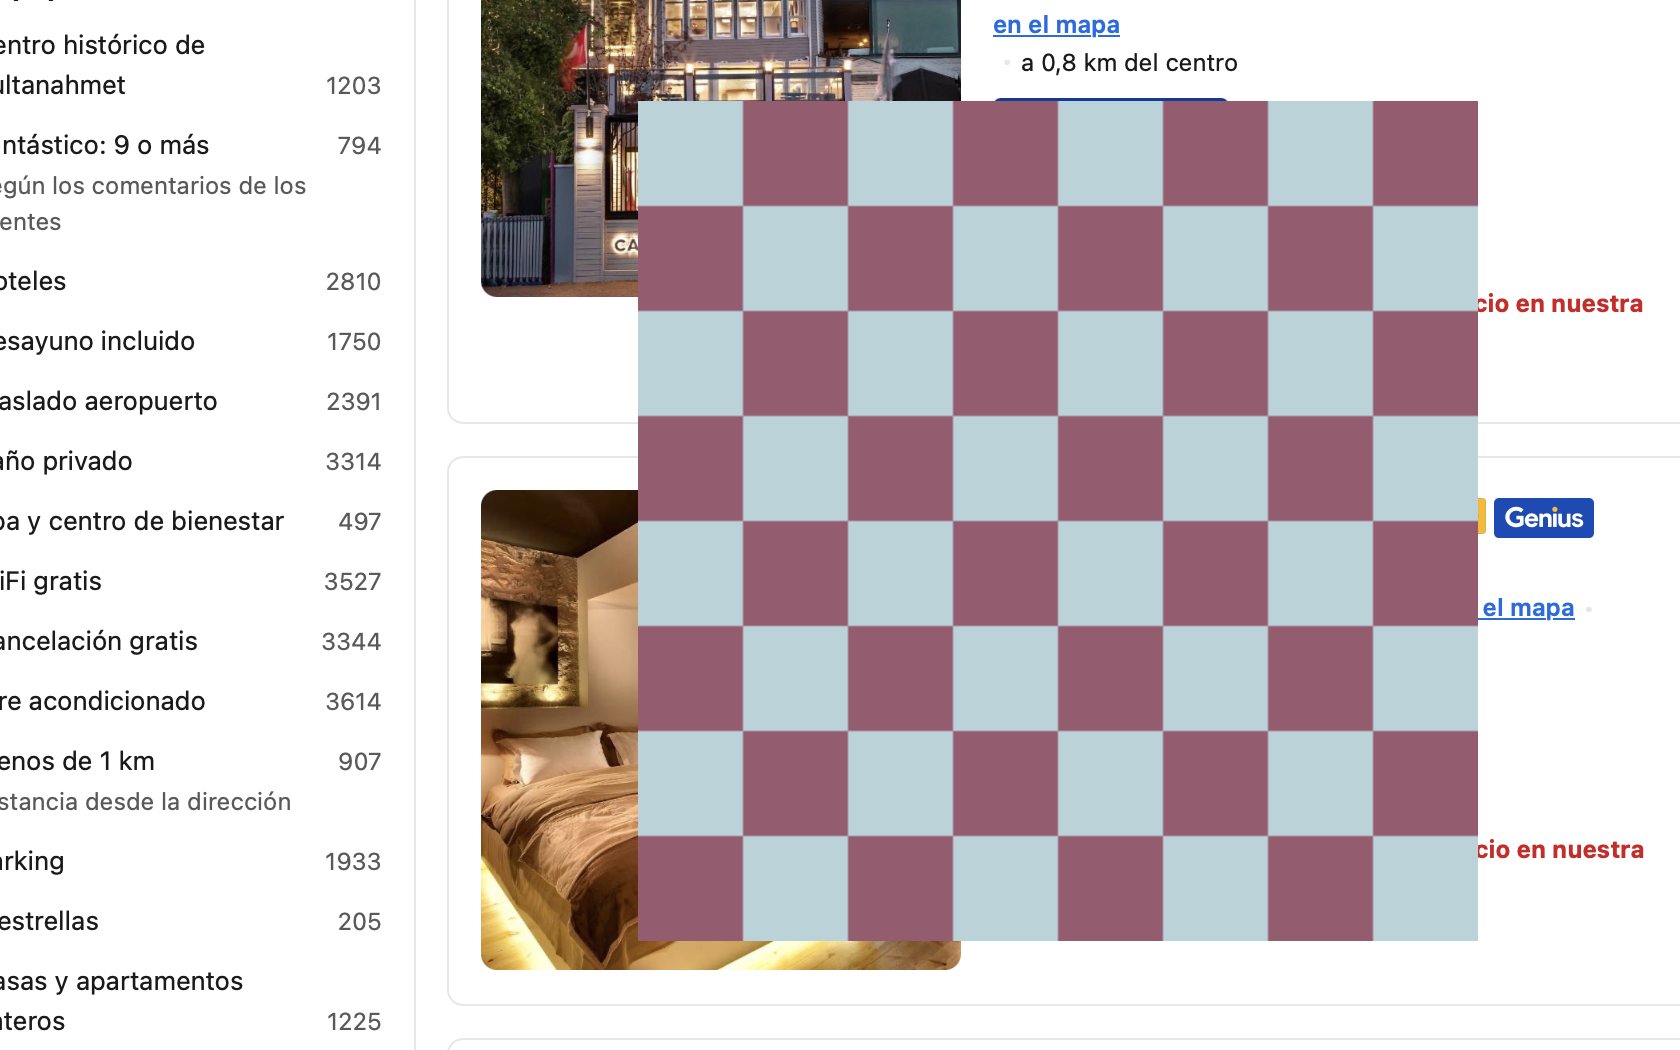 entro histórico de
ultanahmet 1203
ntástico: 9 o más 794
egún los comentarios de los
entes
oteles 2810
esayuno incluido 1750
aslado aeropuerto 2391
año privado 3314
pa y centro de bienestar 497
iFi gratis 3527
ancelación gratis 3344
re acondicionado 3614
enos de 1 km 907
stancia desde la dirección
arking 1933
estrellas 205
asas y apartamentos
nteros 1225
CA
en el mapa
a 0,8 km del centro
cio en nuestra
Genius
el mapa
cio en nuestra